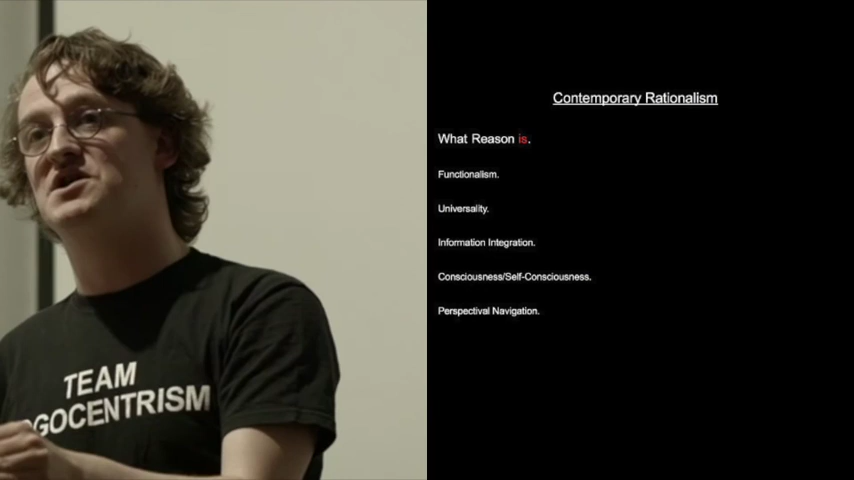 TEAM
OGOCENTRISM
Contemporary Rationalism
What Reason is.
Functionalism.
Universality.
Information Integration.
Consciousness/Self-Consciousness.
Perspectival Navigation.